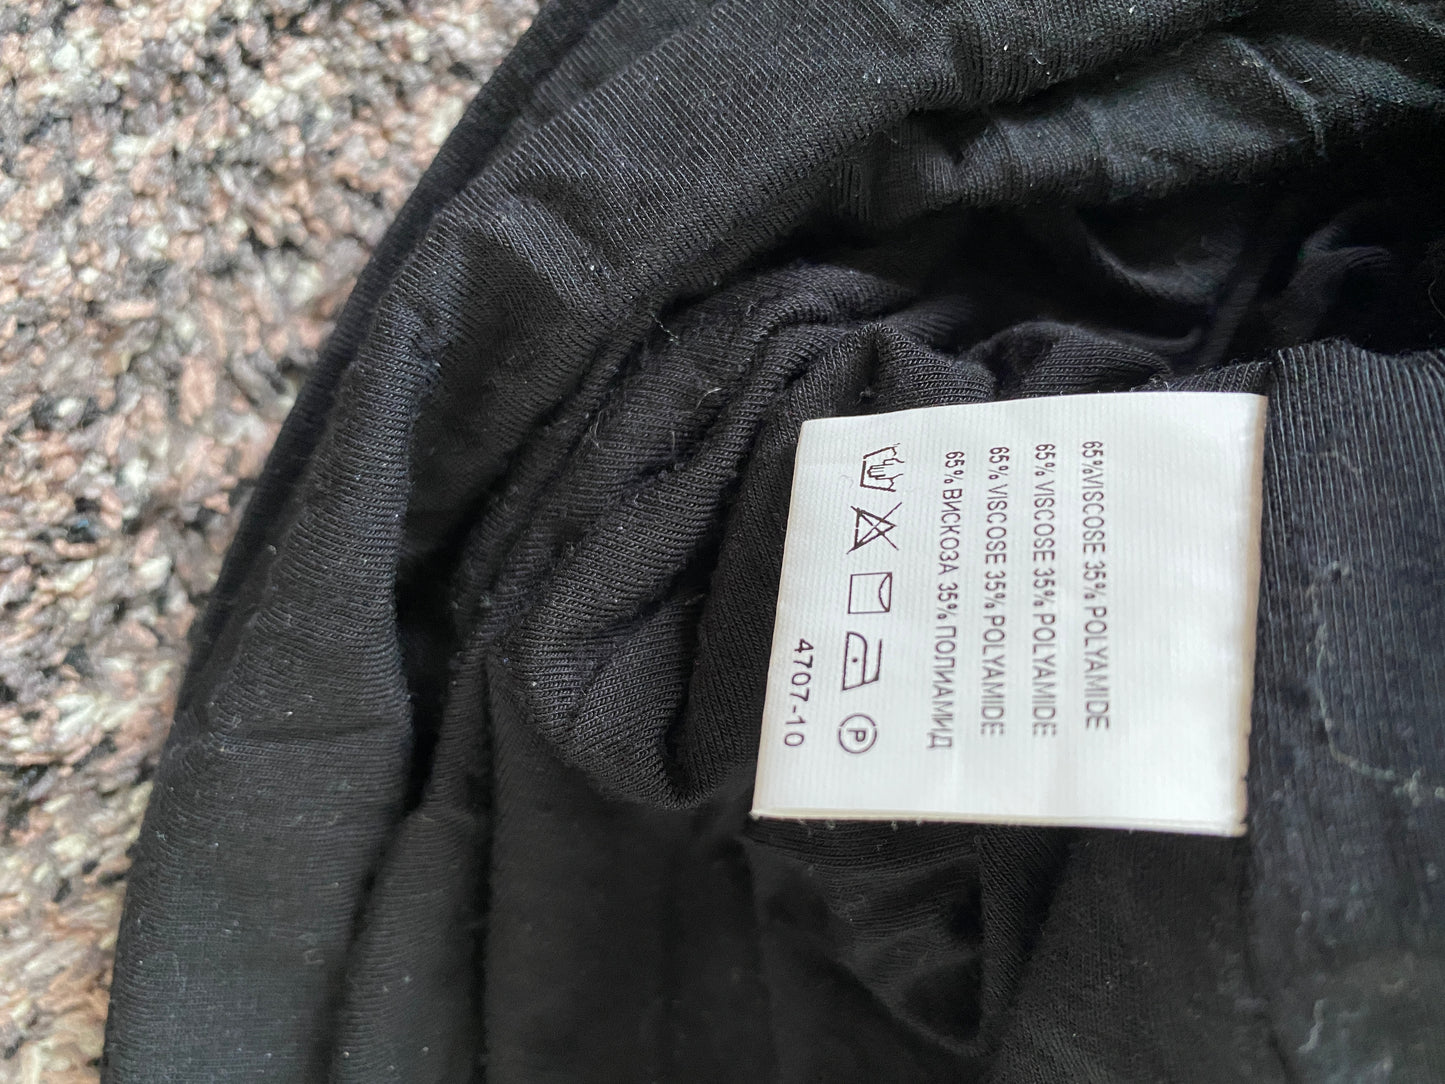 65%VISCOSE 35% POLYAMIDE
65% VISCOSE 35% POLYAMIDE
65% VISCOSE 35% POLYAMIDE
65% ВИСКОЗА 35% ПОЛИАМИД
P
4707-10